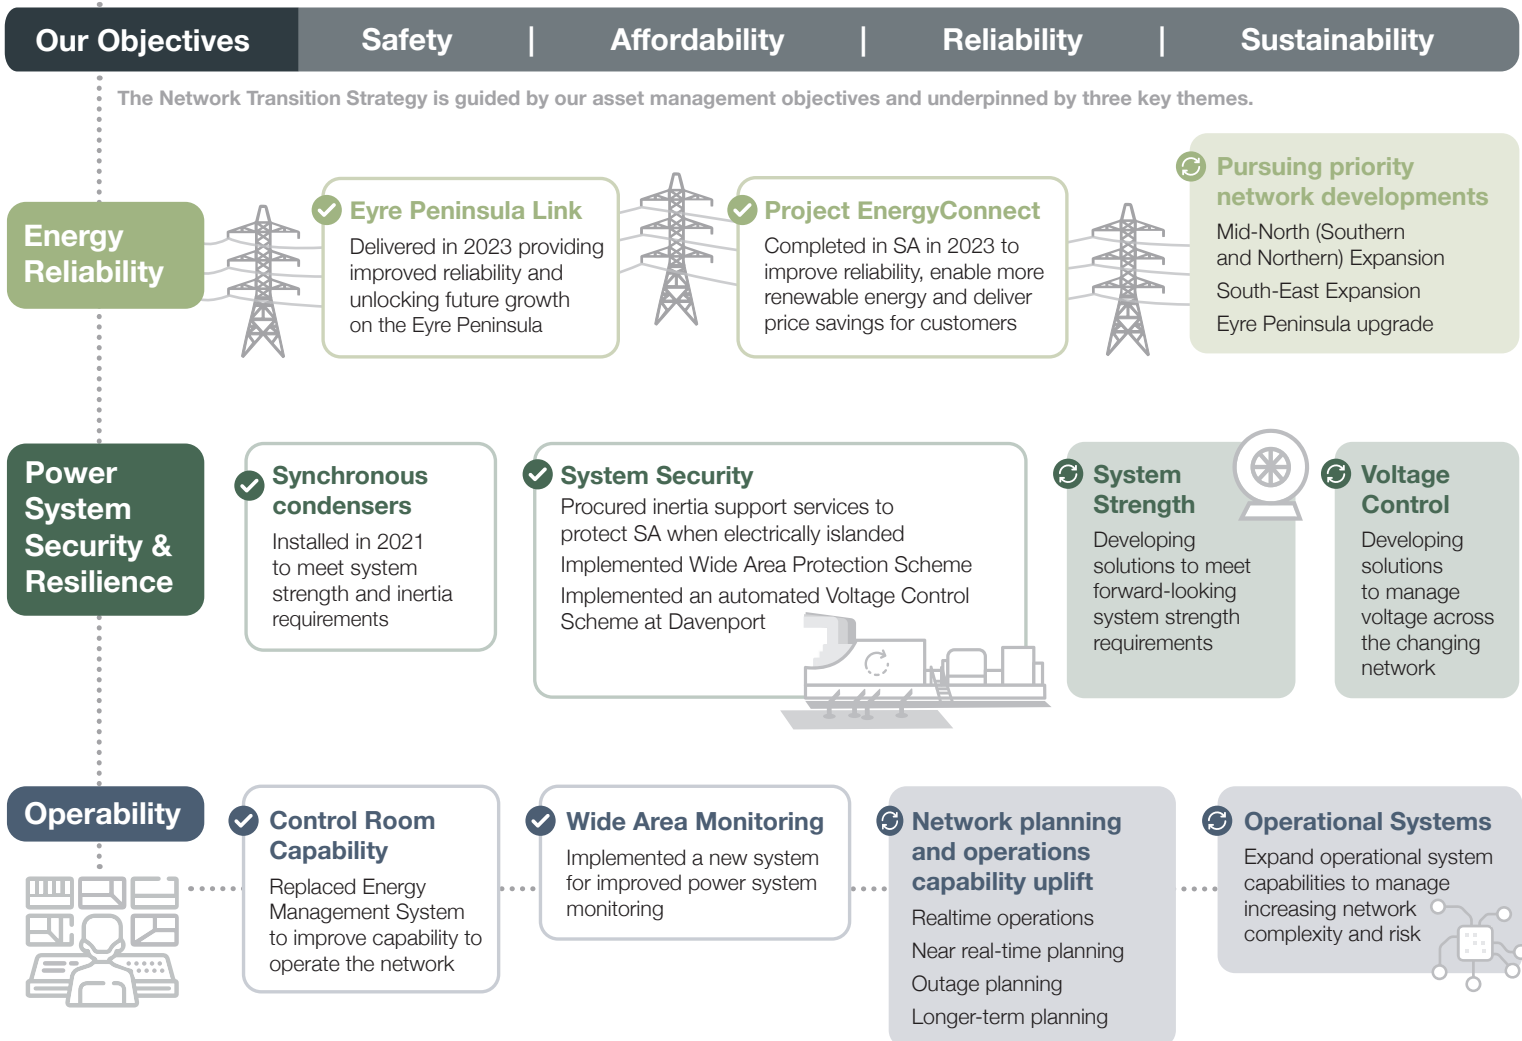 Our Objectives
Safety | Affordability | Reliability | Sustainability
The Network Transition Strategy is guided by our asset management objectives and underpinned by three key themes.
Energy
Reliability
Eyre Peninsula Link
Delivered in 2023 providing
improved reliability and
unlocking future growth
on the Eyre Peninsula
Project EnergyConnect
Completed in SA in 2023 to
improve reliability, enable more
renewable energy and deliver
price savings for customers
Pursuing priority
network developments
Mid-North (Southern
and Northern) Expansion
South-East Expansion
Eyre Peninsula upgrade
Power
System
Security &
Resilience
Synchronous
condensers
Installed in 2021
to meet system
strength and inertia
requirements
System Security
Procured inertia support services to
protect SA when electrically islanded
Implemented Wide Area Protection Scheme
Implemented an automated Voltage Control
Scheme at Davenport
System
Strength
Developing
solutions to meet
forward-looking
system strength
requirements
Voltage
Control
Developing
solutions
to manage
voltage across
the changing
network
Operability
Control Room
Capability
Replaced Energy
Management System
to improve capability to
operate the network
Wide Area Monitoring
Implemented a new system
for improved power system
monitoring
Network planning
and operations
capability uplift
Realtime operations
Near real-time planning
Outage planning
Longer-term planning
Operational Systems
Expand operational system
capabilities to manage
increasing network
complexity and risk